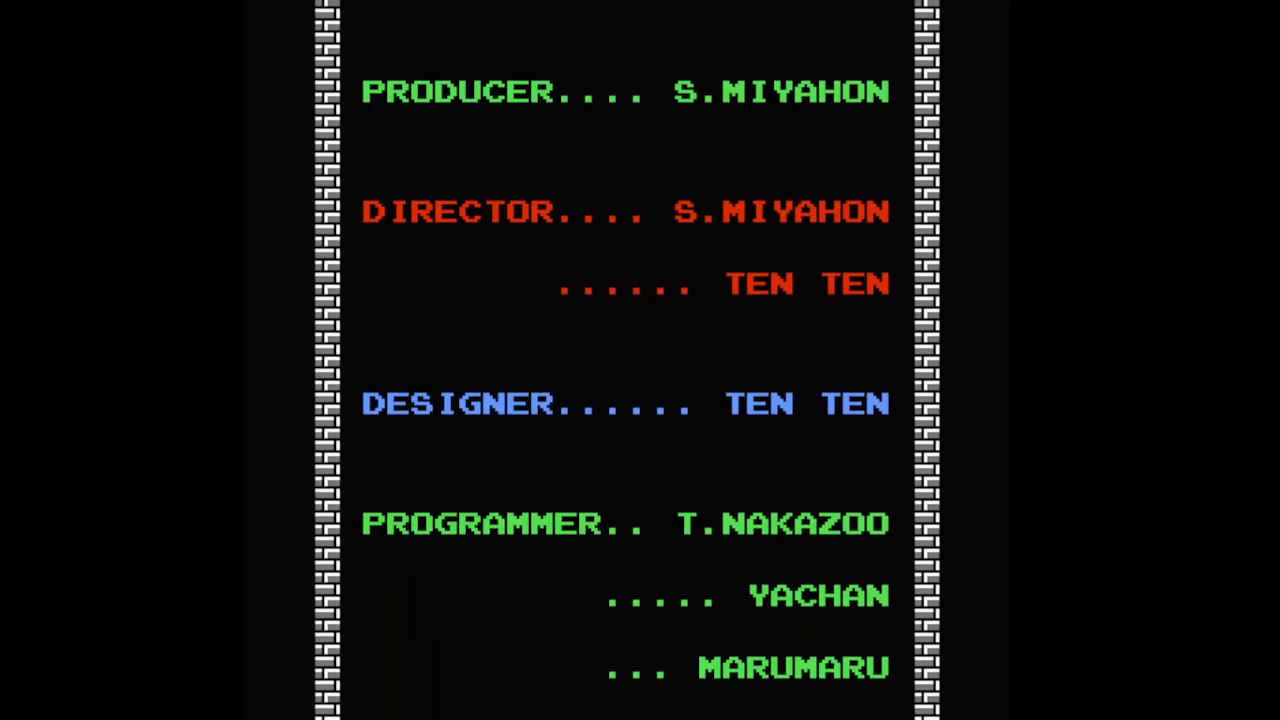 PRODUCER.... S.MIYAHON
DIRECTOR.... S.MIYAHON
...... TEN TEN
DESIGNER...... TEN TEN
PROGRAMMER.. T.NAKAZOO
..... YACHAN
... MARUMARU